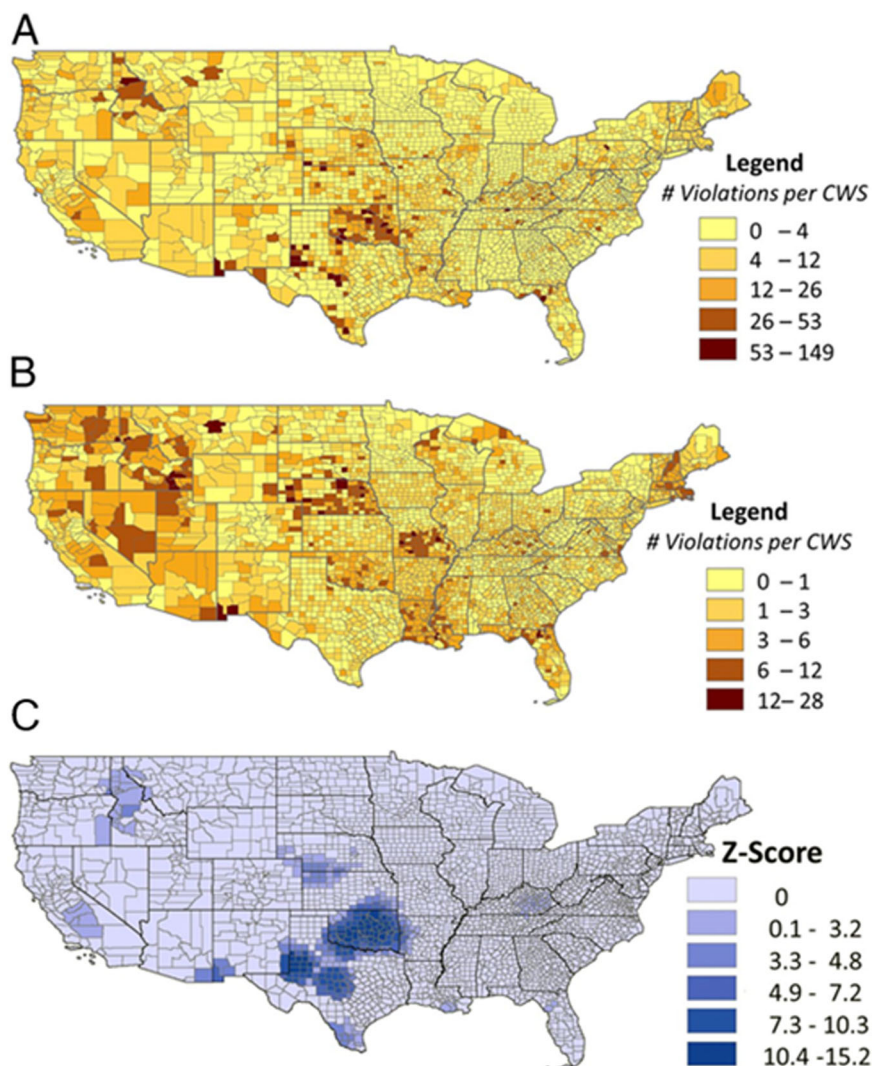 A
Legend
# Violations per CWS
0 – 4
4 – 12
12 – 26
26 – 53
53 – 149
B
Legend
# Violations per CWS
0 – 1
1 – 3
3 – 6
6 – 12
12– 28
C
Z-Score
0
0.1 - 3.2
3.3 - 4.8
4.9 - 7.2
7.3 - 10.3
10.4 -15.2